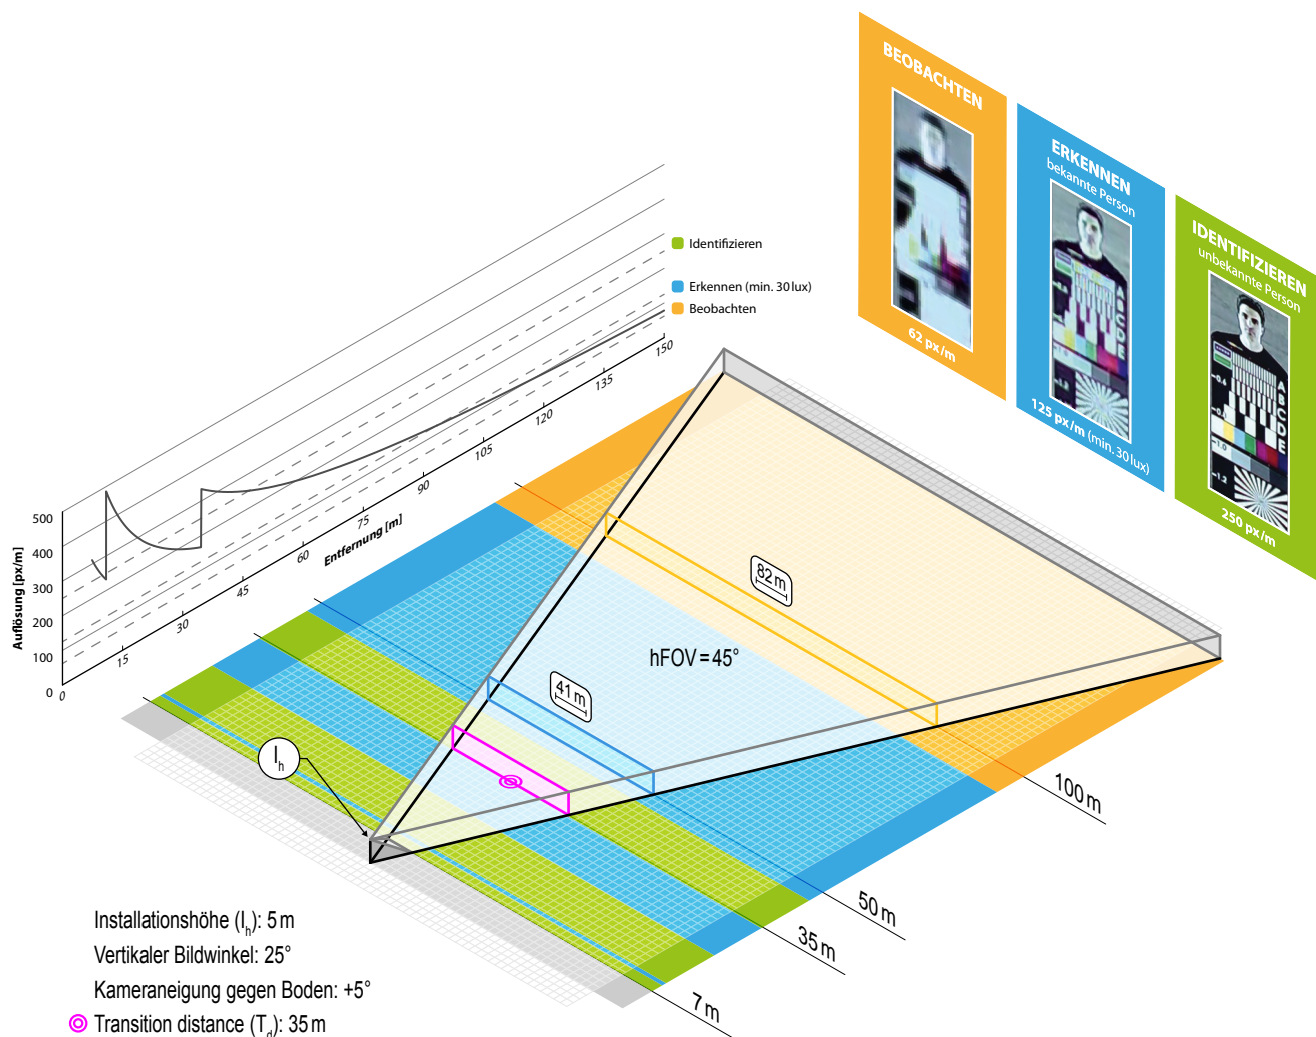 BEOBACHTEN
62 px/m
ERKENNEN
bekannte Person
125 px/m (min. 30 lux)
IDENTIFIZIEREN
unbekannte Person
250 px/m
A
B
C
D
E
A
B
C
D
E
Identifizieren
Erkennen (min. 30 lux)
Beobachten
Auflösung [px/m]
500
400
300
200
100
0
0
15
30
45
60
75
90
105
120
135
150
Entfernung [m]
82 m
hFOV = 45°
41 m
Ih
100 m
50 m
35 m
7 m
Installationshöhe (Ih): 5 m
Vertikaler Bildwinkel: 25°
Kameraneigung gegen Boden: +5°
Transition distance (Td): 35 m